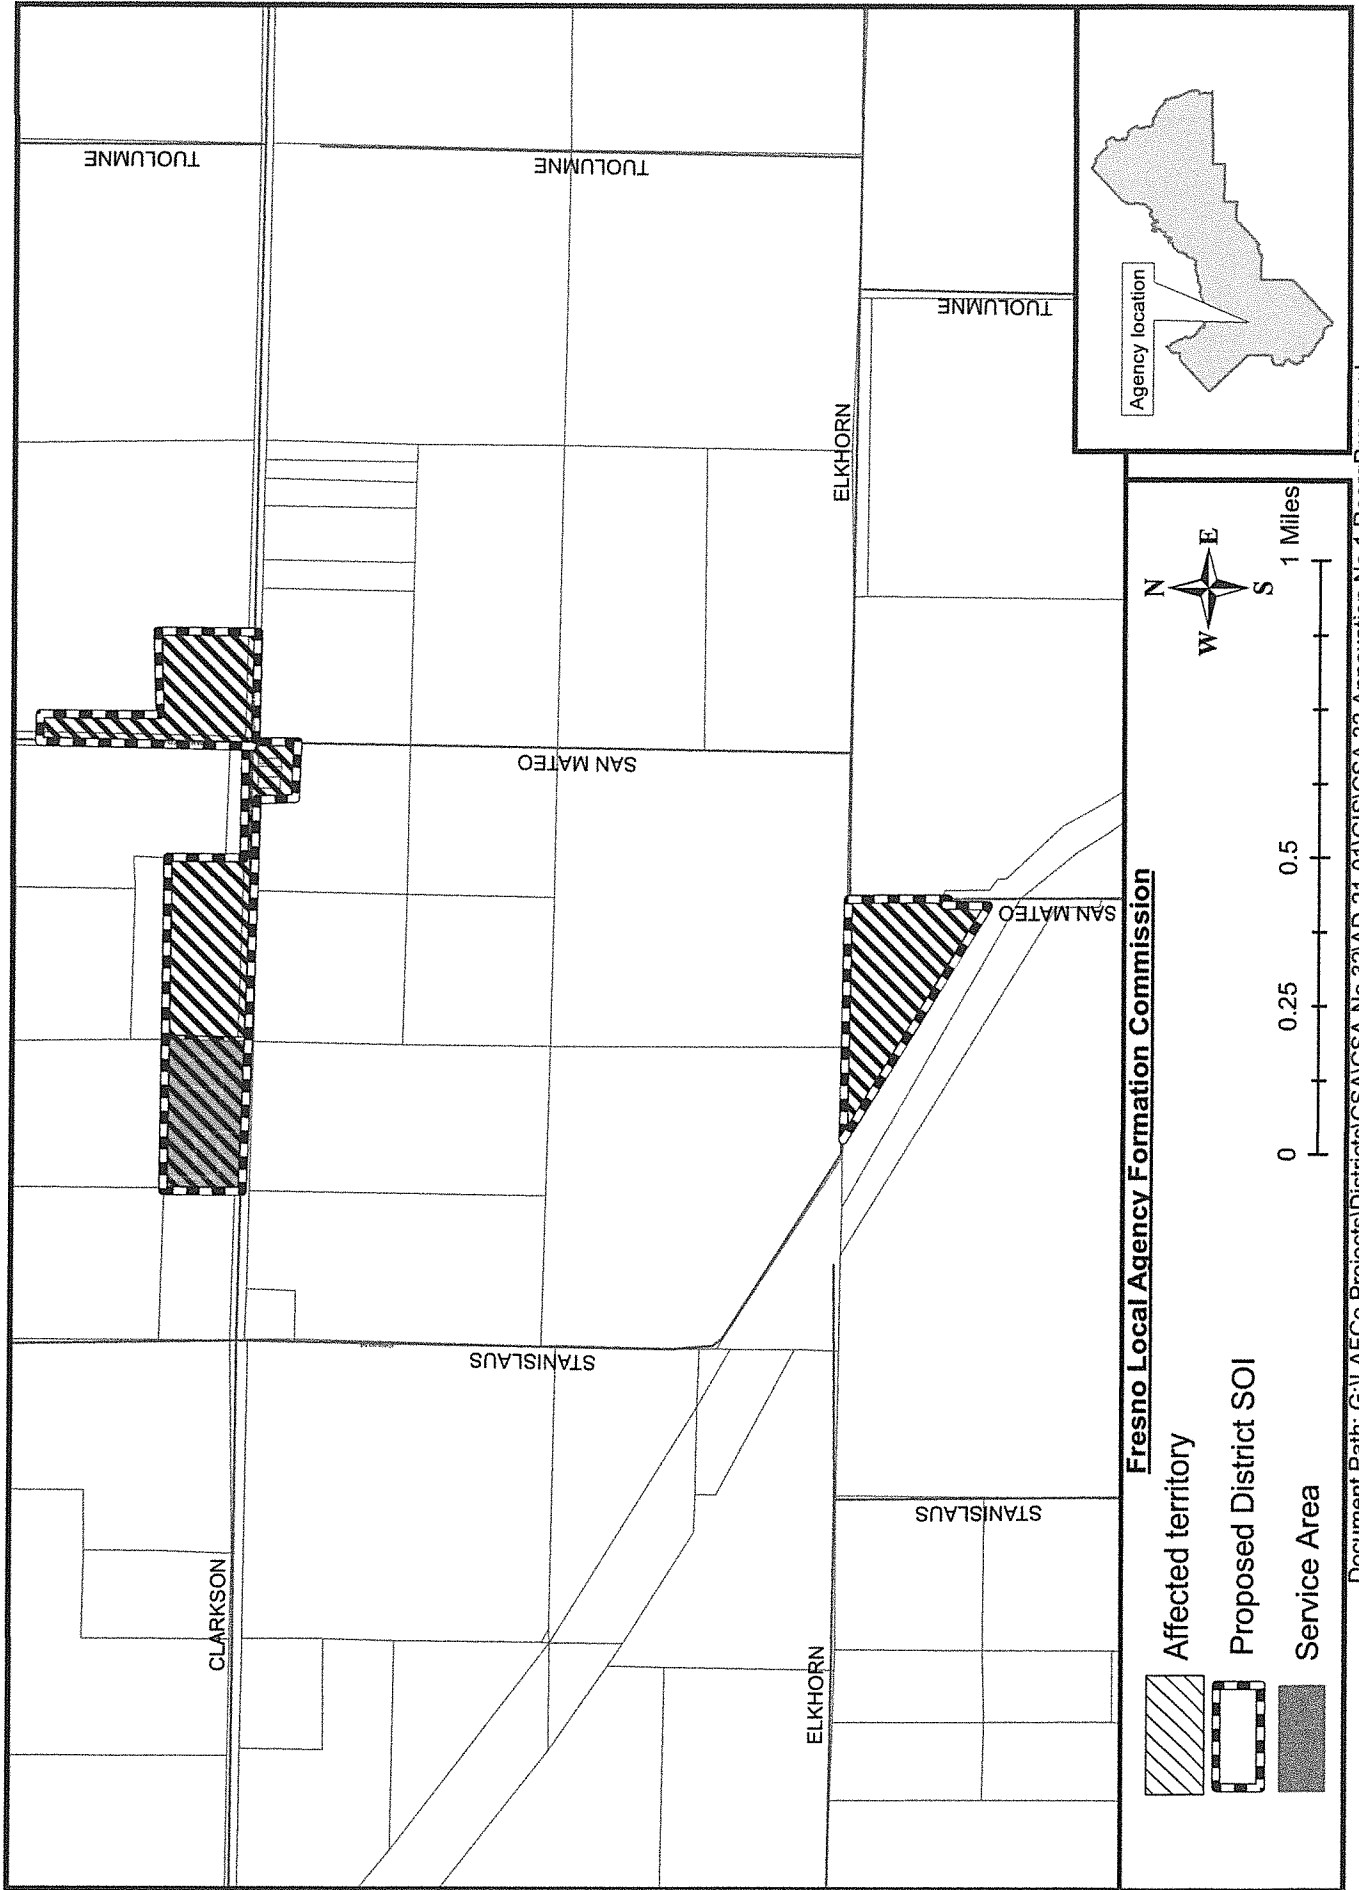 TUOLUMNE
TUOLUMNE
TUOLUMNE
CLARKSON
ELKHORN
ELKHORN
SAN MATEO
SAN MATEO
STANISLAUS
STANISLAUS
Agency location
Fresno Local Agency Formation Commission
Affected territory
Proposed District SOI
Service Area
N
W E
S
0 0.25 0.5 1 Miles